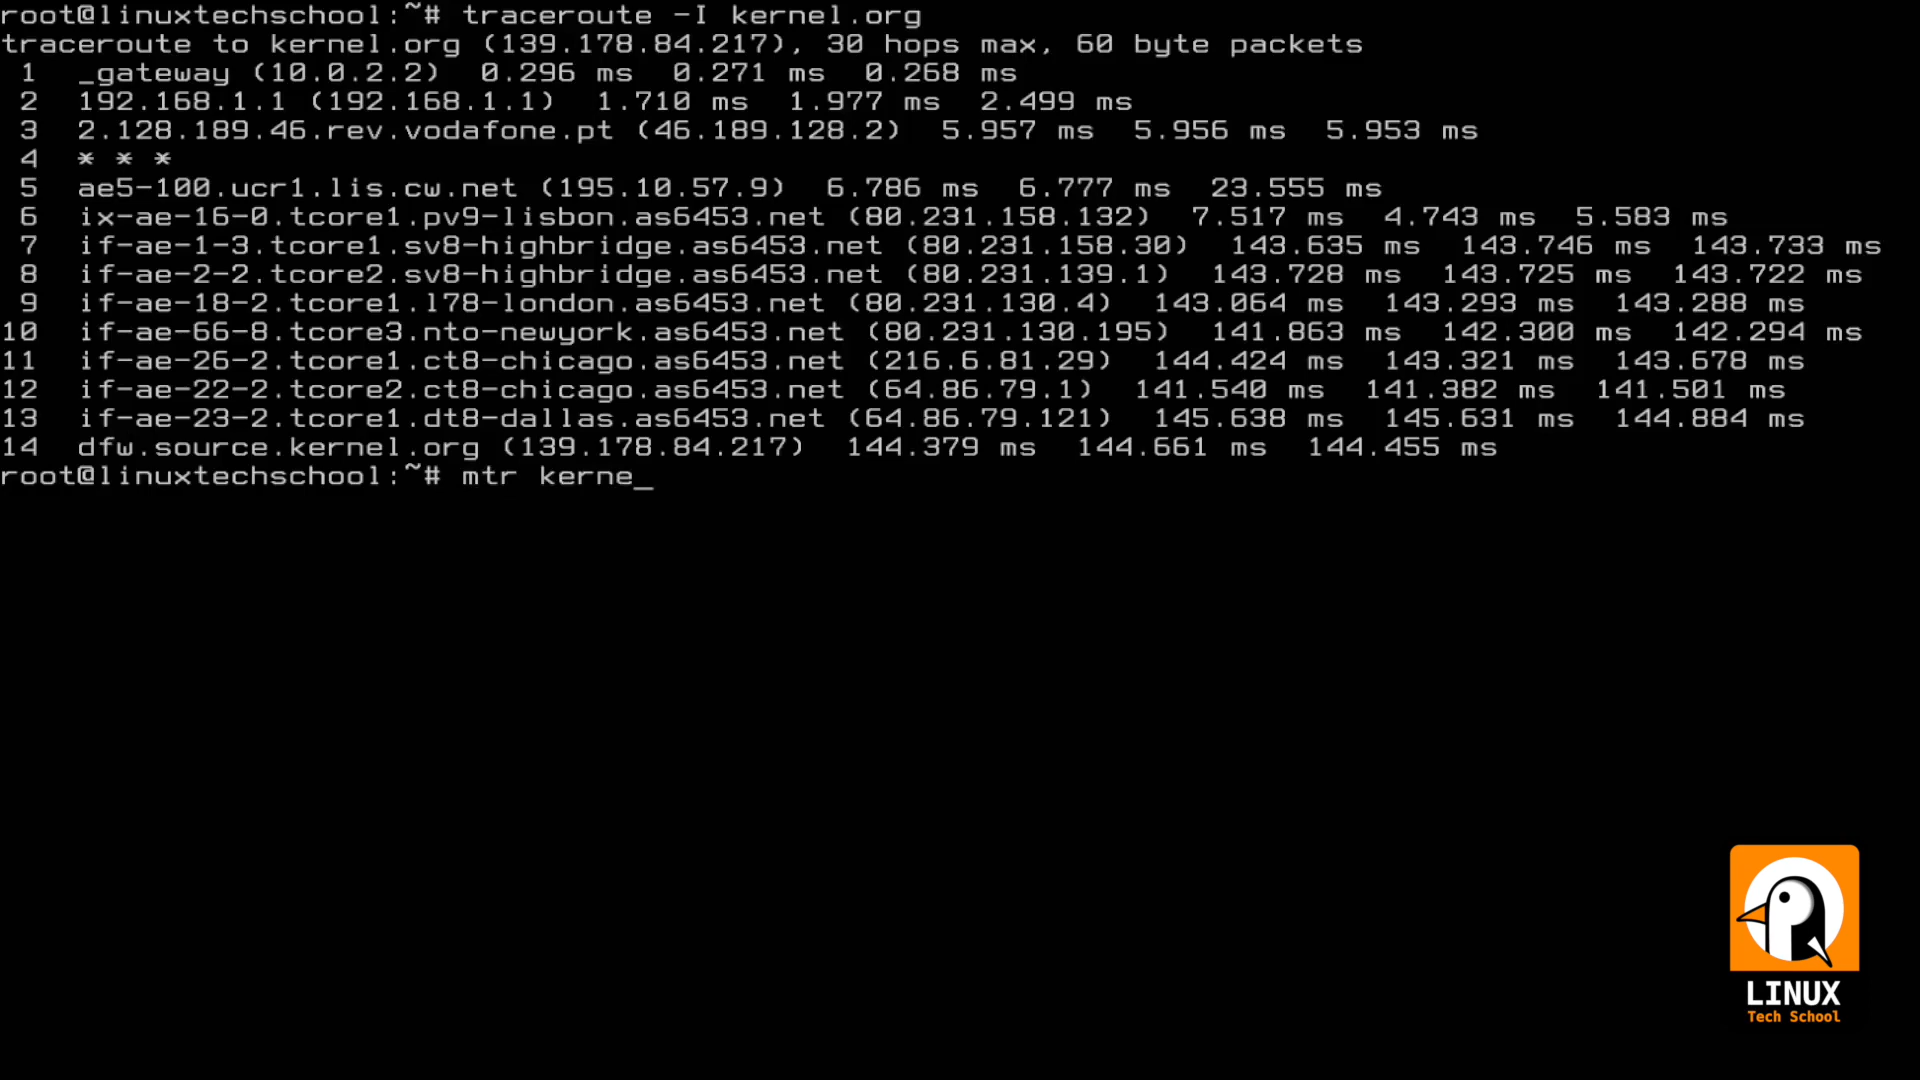 root@linuxtechschool:~# traceroute -I kernel.org
traceroute to kernel.org (139.178.84.217), 30 hops max, 60 byte packets
 1  _gateway (10.0.2.2)  0.296 ms  0.271 ms  0.268 ms
 2  192.168.1.1 (192.168.1.1)  1.710 ms  1.977 ms  2.499 ms
 3  2.128.189.46.rev.vodafone.pt (46.189.128.2)  5.957 ms  5.956 ms  5.953 ms
 4  * * *
 5  ae5-100.ucr1.lis.cw.net (195.10.57.9)  6.786 ms  6.777 ms  23.555 ms
 6  ix-ae-16-0.tcore1.pv9-lisbon.as6453.net (80.231.158.132)  7.517 ms  4.743 ms  5.583 ms
 7  if-ae-1-3.tcore1.sv8-highbridge.as6453.net (80.231.158.30)  143.635 ms  143.746 ms  143.733 ms
 8  if-ae-2-2.tcore2.sv8-highbridge.as6453.net (80.231.139.1)  143.728 ms  143.725 ms  143.722 ms
 9  if-ae-18-2.tcore1.l78-london.as6453.net (80.231.130.4)  143.064 ms  143.293 ms  143.288 ms
10  if-ae-66-8.tcore3.nto-newyork.as6453.net (80.231.130.195)  141.863 ms  142.300 ms  142.294 ms
11  if-ae-26-2.tcore1.ct8-chicago.as6453.net (216.6.81.29)  144.424 ms  143.321 ms  143.678 ms
12  if-ae-22-2.tcore2.ct8-chicago.as6453.net (64.86.79.1)  141.540 ms  141.382 ms  141.501 ms
13  if-ae-23-2.tcore1.dt8-dallas.as6453.net (64.86.79.121)  145.638 ms  145.631 ms  144.884 ms
14  dfw.source.kernel.org (139.178.84.217)  144.379 ms  144.661 ms  144.455 ms
root@linuxtechschool:~# mtr kerne_
LINUX
Tech School